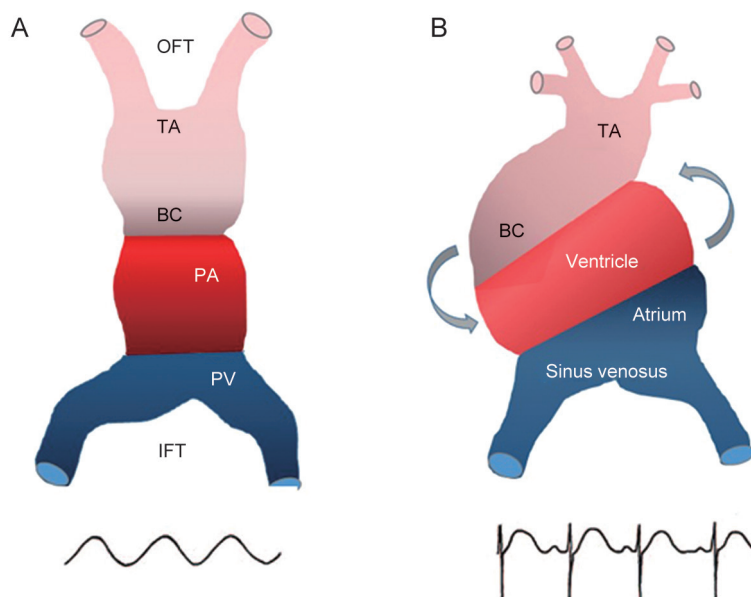 A
OFT
TA
BC
PA
PV
IFT
B
TA
BC
Ventricle
Atrium
Sinus venosus